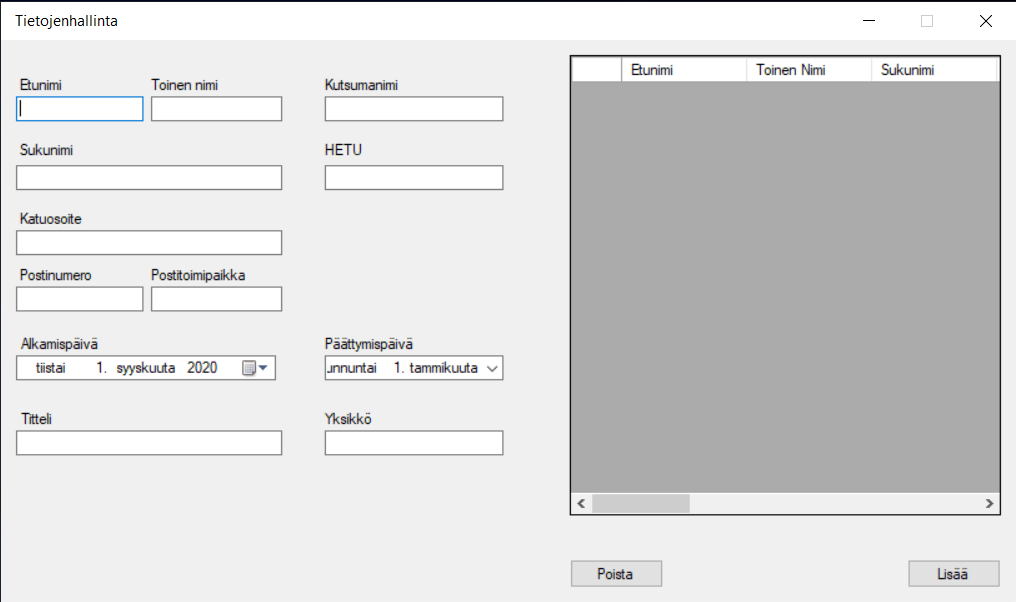 Tietojenhallinta
Etunimi Toinen nimi Kutsumanimi
Sukunimi HETU
Katuosoite
Postinumero Postitoimipaikka
Alkamispäivä Päättymispäivä
tiistai 1. syyskuuta 2020 1. tammikuuta
Titteli Yksikkö
Etunimi Toinen Nimi Sukunimi
Poista Lisää